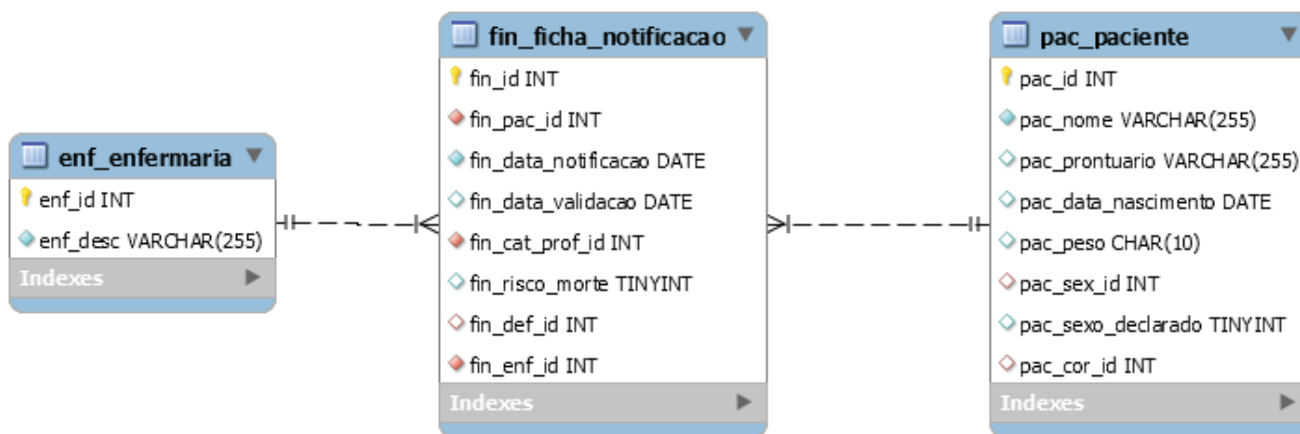 enf_enfermaria
enf_id INT
enf_desc VARCHAR(255)
Indexes
fin_ficha_notificacao
fin_id INT
fin_pac_id INT
fin_data_notificacao DATE
fin_data_validacao DATE
fin_cat_prof_id INT
fin_risco_morte TINYINT
fin_def_id INT
fin_enf_id INT
Indexes
pac_paciente
pac_id INT
pac_nome VARCHAR(255)
pac_prontuario VARCHAR(255)
pac_data_nascimento DATE
pac_peso CHAR(10)
pac_sex_id INT
pac_sexo_declarado TINYINT
pac_cor_id INT
Indexes